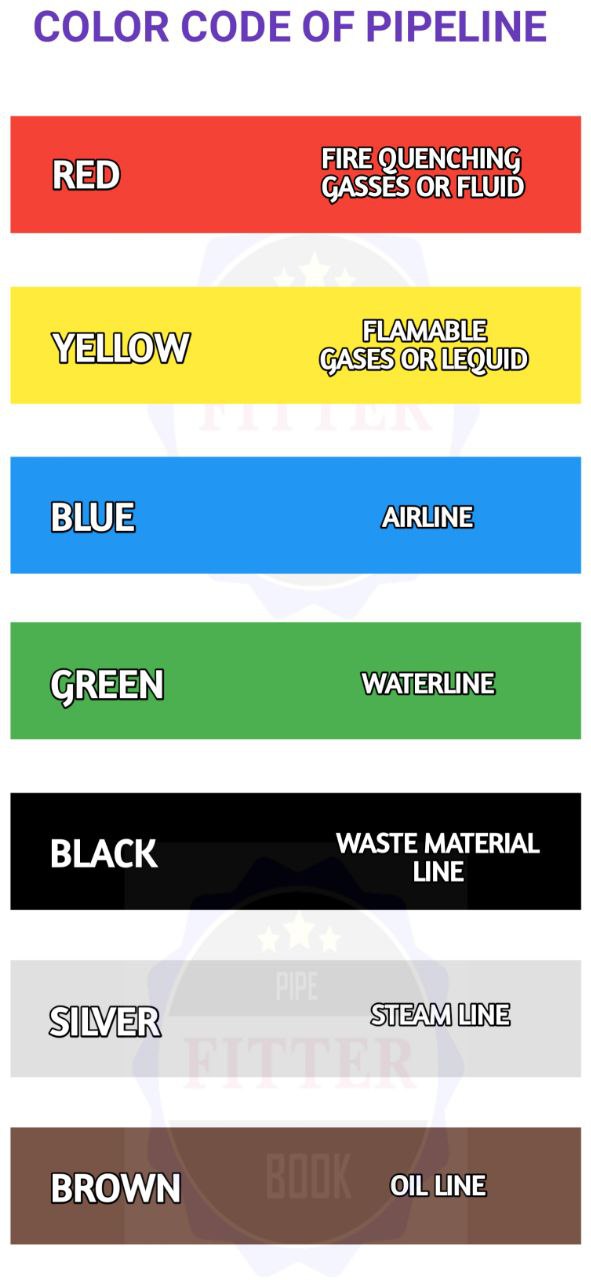 COLOR CODE OF PIPELINE
RED
FIRE QUENCHING
GASSES OR FLUID
YELLOW
FLAMABLE
GASES OR LEQUID
FITTER
BLUE
AIRLINE
GREEN
WATERLINE
BLACK
WASTE MATERIAL
LINE
PIPE
SILVER
STEAM LINE
FITTER
BROWN
BOOK
OIL LINE